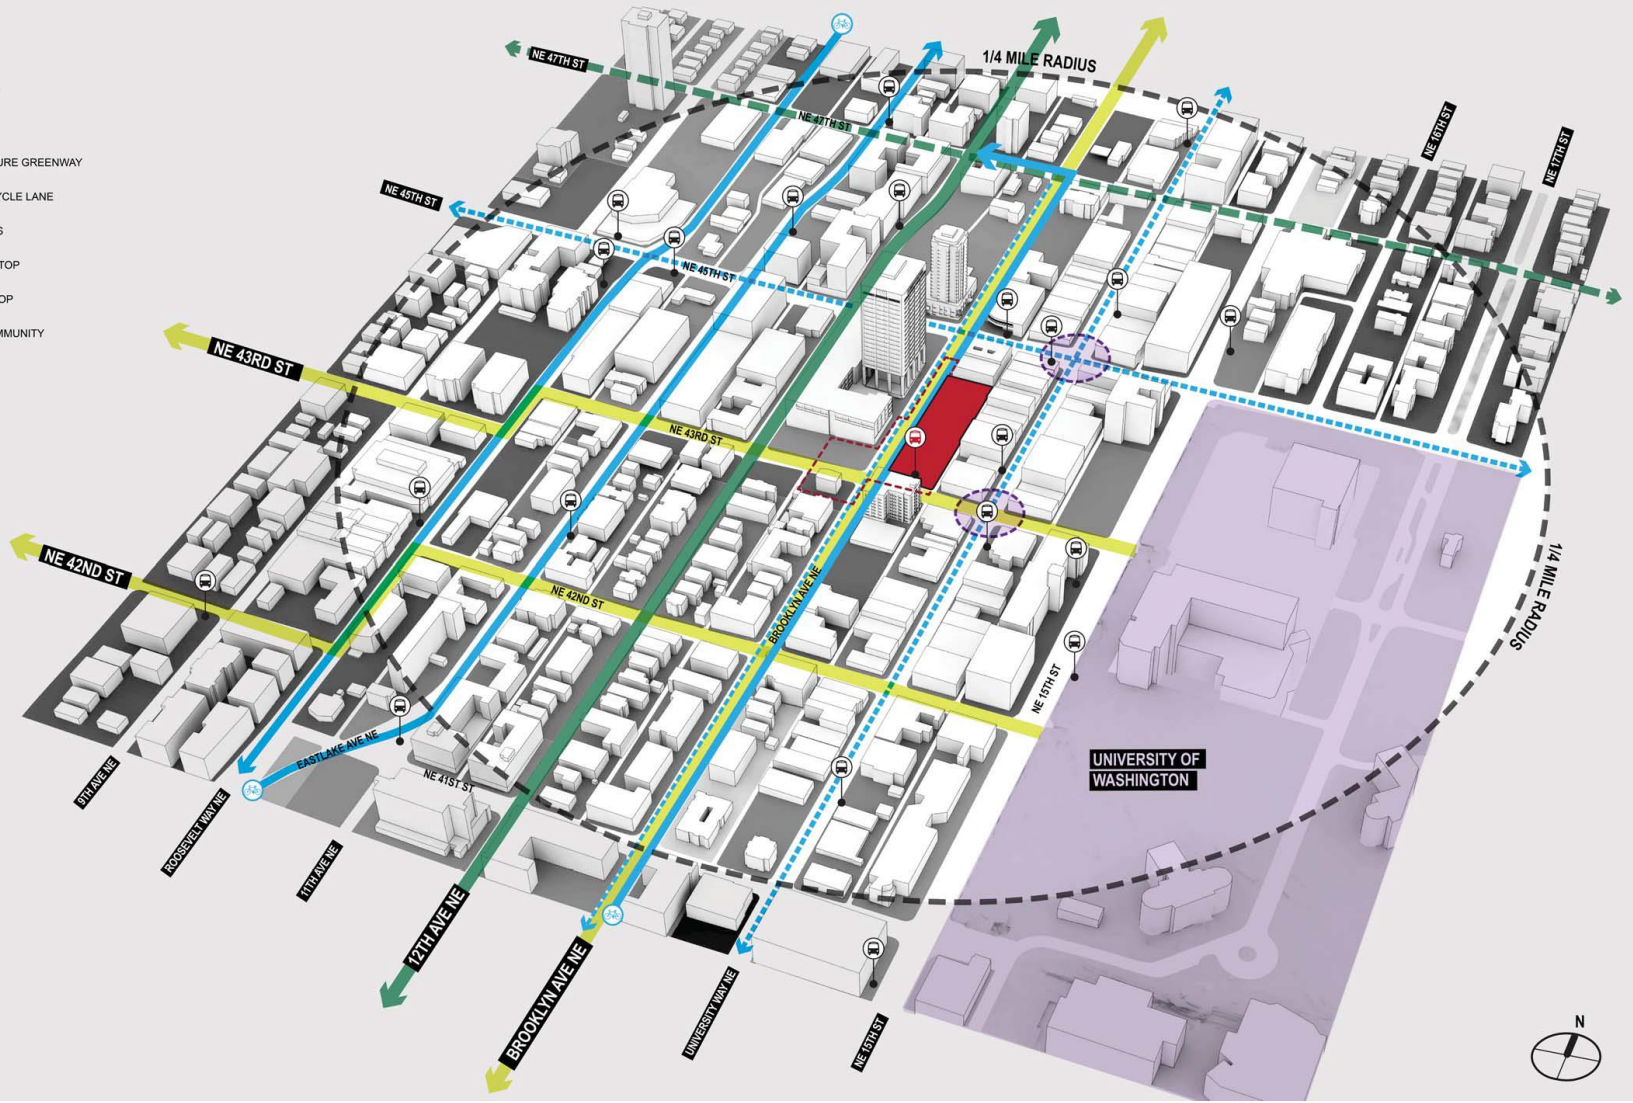 1/4 MILE RADIUS
NE 47TH ST
NE 47TH ST
NE 16TH ST
NE 17TH ST
URE GREENWAY
NE 45TH ST
CYCLE LANE
S
TOP
NE 45TH ST
OP
MMUNITY
NE 43RD ST
NE 43RD ST
NE 42ND ST
NE 42ND ST
BROOKLYN AVE NE
1/4 MILE RADIUS
NE 15TH ST
UNIVERSITY OF
WASHINGTON
EASTLAKE AVE NE
NE 41ST ST
9TH AVE NE
ROOSEVELT WAY NE
11TH AVE NE
12TH AVE NE
BROOKLYN AVE NE
UNIVERSITY WAY NE
NE 15TH ST
N